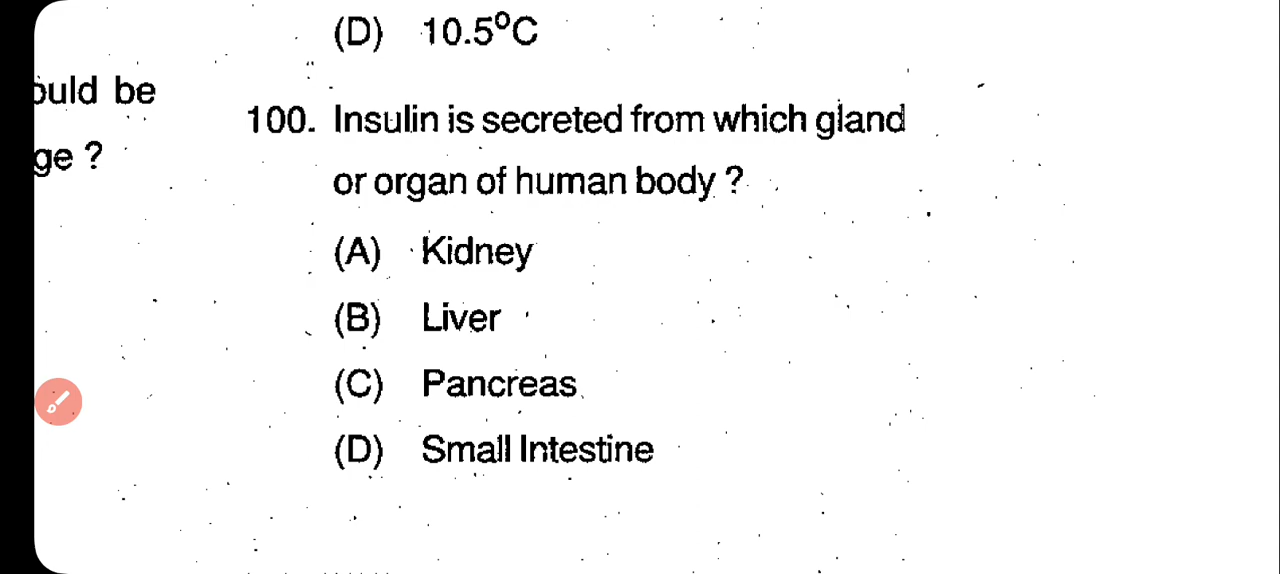 (D) 10.5°C
be
100. Insulin is secreted from which gland
ge ?
or organ of human body ?
(A) Kidney
(B) Liver
(C) Pancreas
(D) Small Intestine